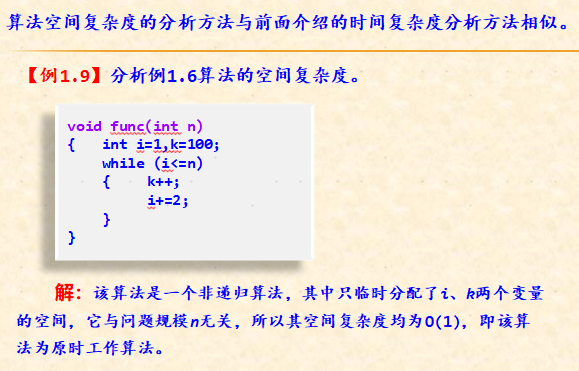 算法空间复杂度的分析方法与前面介绍的时间复杂度分析方法相似。
【例1.9】分析例1.6算法的空间复杂度。
void func(int n)
{ int i=1,k=100;
while (i<=n)
{ k++;
i+=2;
}
}
解：该算法是一个非递归算法，其中只临时分配了i、k两个变量
的空间，它与问题规模n无关，所以其空间复杂度均为O(1)，即该算
法为原时工作算法。